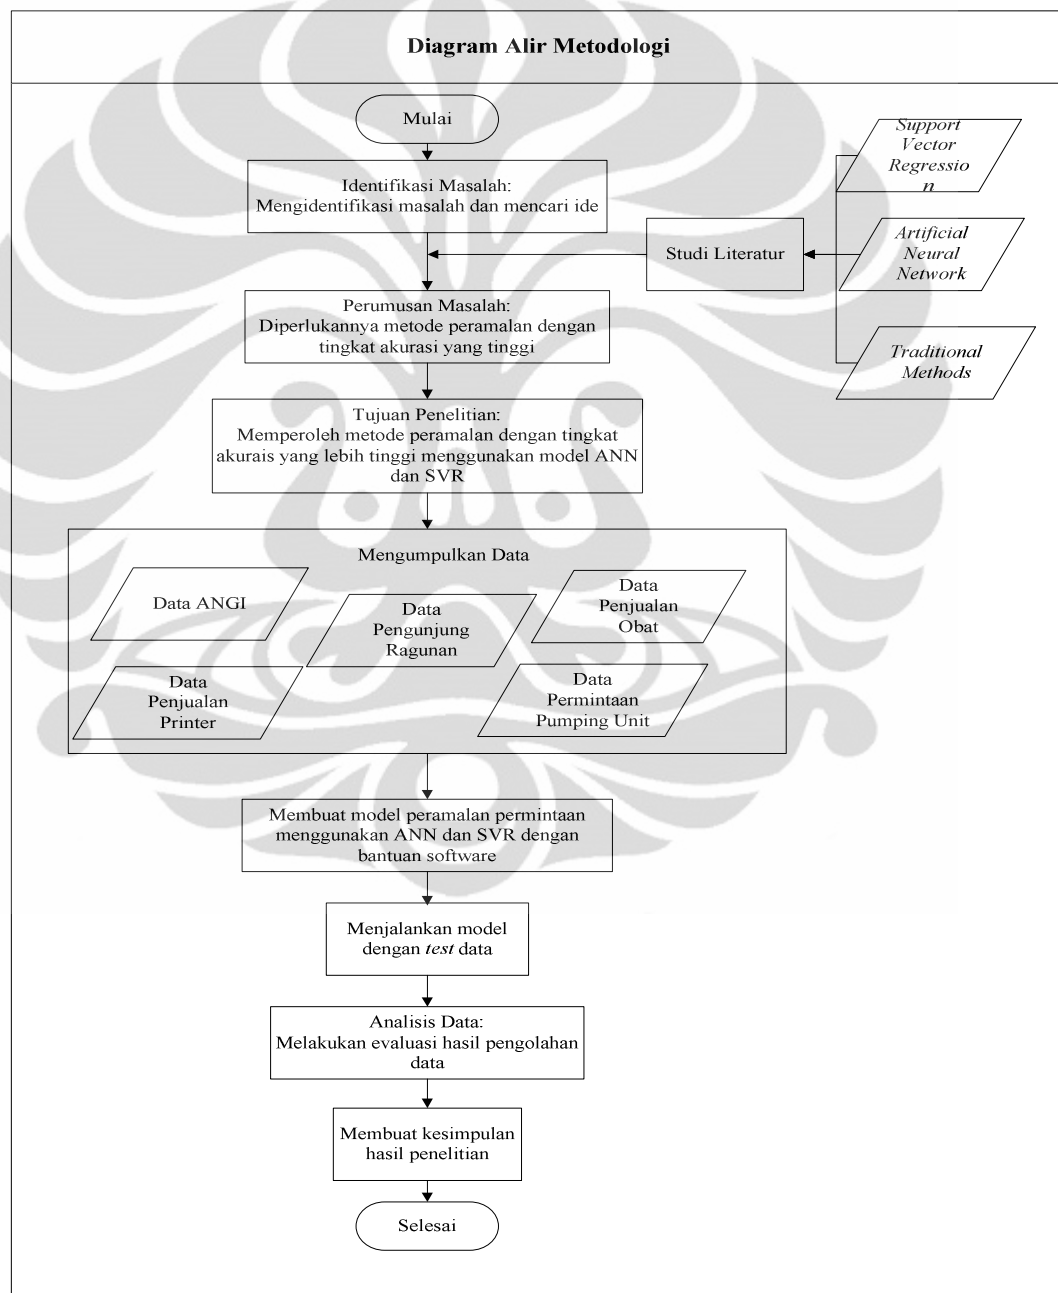 Diagram Alir Metodologi
Mulai
Identifikasi Masalah:
Mengidentifikasi masalah dan mencari ide
Support
Vector
Regressio
n
Studi Literatur
Artificial
Neural
Network
Traditional
Methods
Perumusan Masalah:
Diperlukannya metode peramalan dengan
tingkat akurasi yang tinggi
Tujuan Penelitian:
Memperoleh metode peramalan dengan tingkat
akurais yang lebih tinggi menggunakan model ANN
dan SVR
Mengumpulkan Data
Data ANGI
Data
Pengunjung
Ragunan
Data
Penjualan
Obat
Data
Penjualan
Printer
Data
Permintaan
Pumping Unit
Membuat model peramalan permintaan
menggunakan ANN dan SVR dengan
bantuan software
Menjalankan model
dengan test data
Analisis Data:
Melakukan evaluasi hasil pengolahan
data
Membuat kesimpulan
hasil penelitian
Selesai